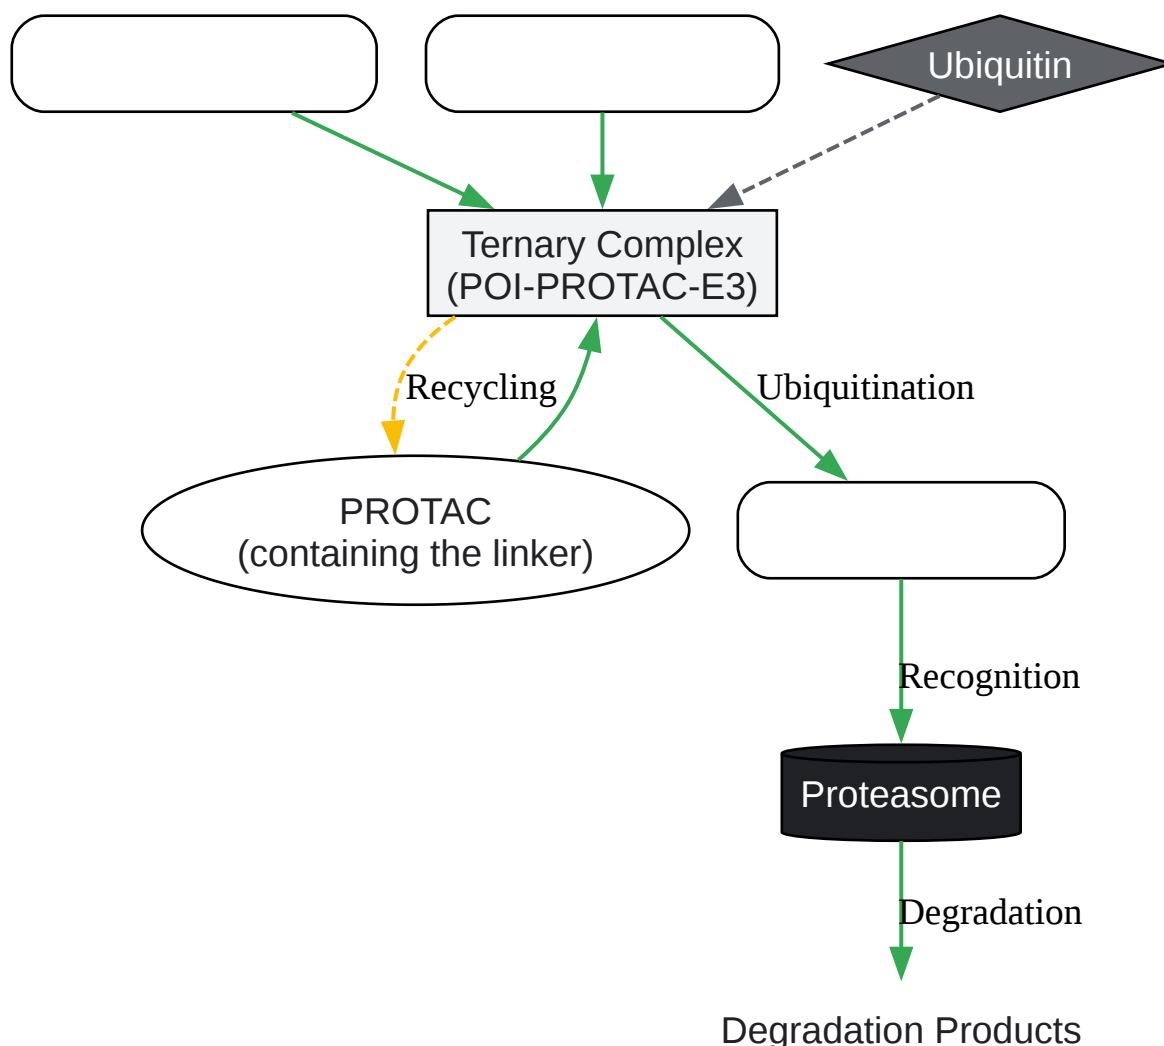 Ubiquitin
Ternary Complex
(POI-PROTAC-E3)
Recycling
Ubiquitination
PROTAC
(containing the linker)
Recognition
Proteasome
Degradation
Degradation Products